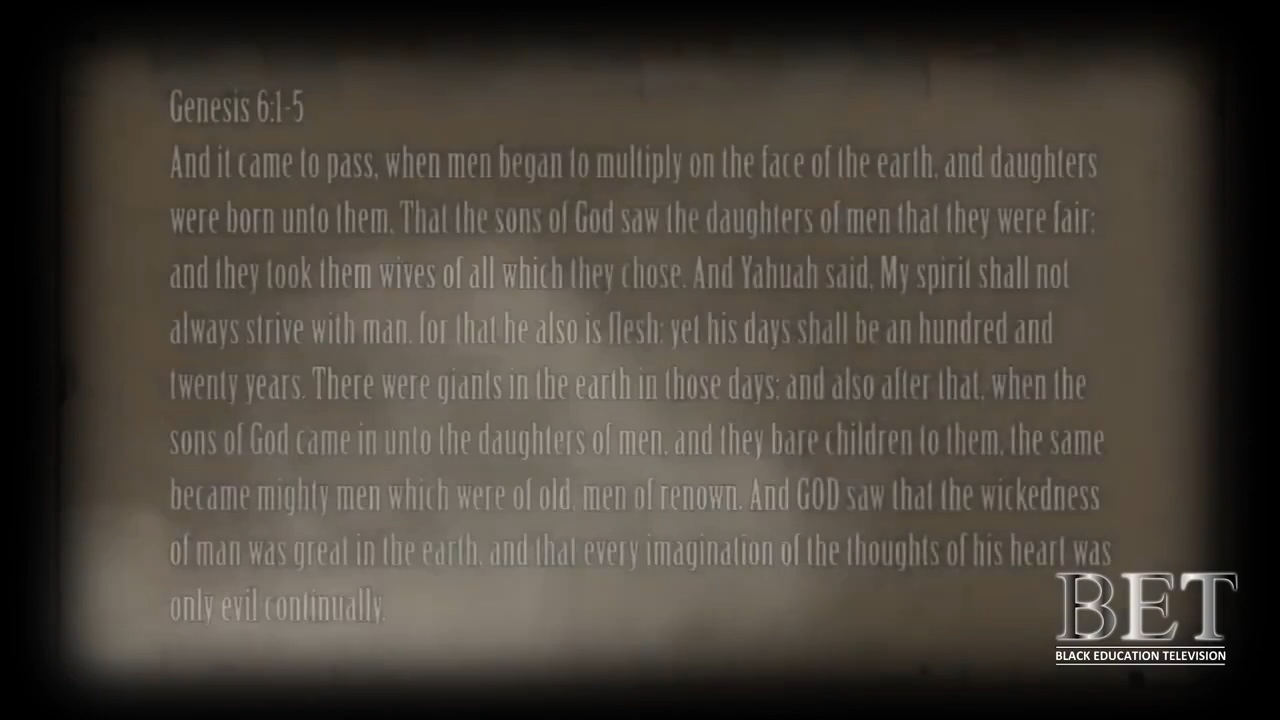 Genesis 6:1-5
And it came to pass, when men began to multiply on the face of the earth, and daughters
were born unto them, That the sons of God saw the daughters of men that they were fair;
and they took them wives of all which they chose. And Yahuah said, My spirit shall not
always strive with man, for that he also is flesh: yet his days shall be an hundred and
twenty years. There were giants in the earth in those days; and also after that, when the
sons of God came in unto the daughters of men, and they bare children to them, the same
became mighty men which were of old, men of renown. And GOD saw that the wickedness
of man was great in the earth, and that every imagination of the thoughts of his heart was
only evil continually.
BET
BLACK EDUCATION TELEVISION